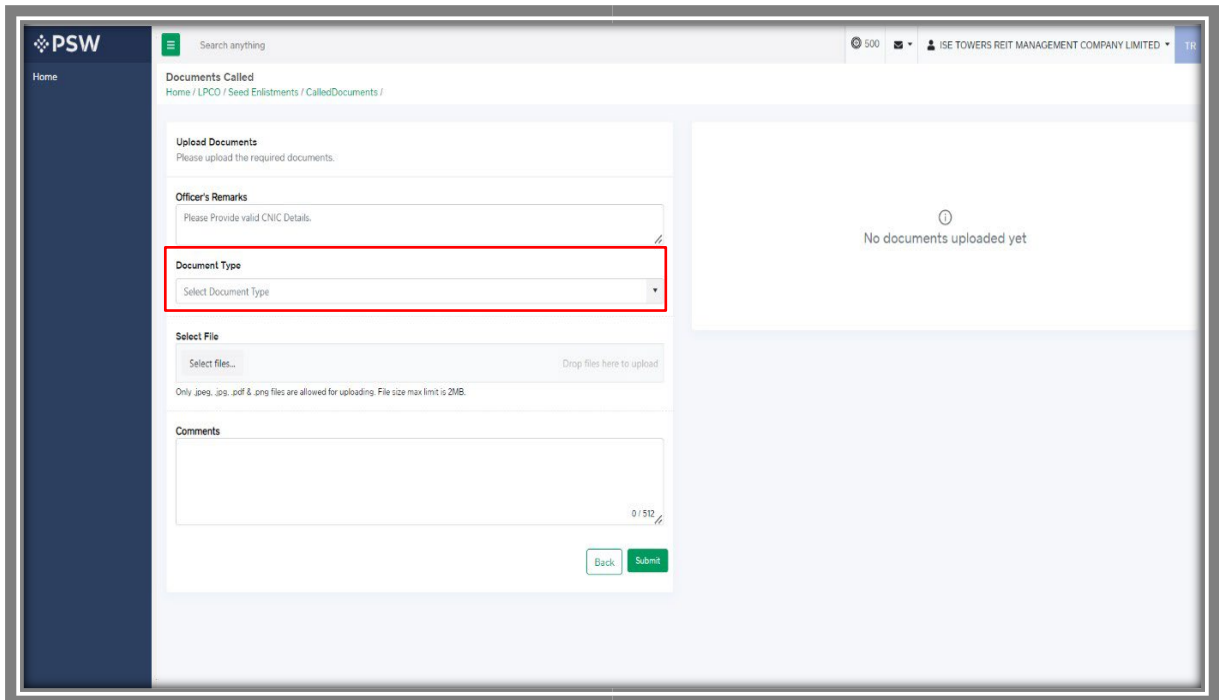 PSW
Search anything
500
ISE TOWERS REIT MANAGEMENT COMPANY LIMITED
TR
Home
Documents Called
Home / LPCO / Seed Enlistments / CalledDocuments /
Upload Documents
Please upload the required documents.
Officer's Remarks
Please Provide valid CNIC Details.
Document Type
Select Document Type
Select File
Select files...
Drop files here to upload
Only .jpeg, .jpg, .pdf & .png files are allowed for uploading. File size max limit is 2MB.
Comments
0 / 512
Back
Submit
No documents uploaded yet